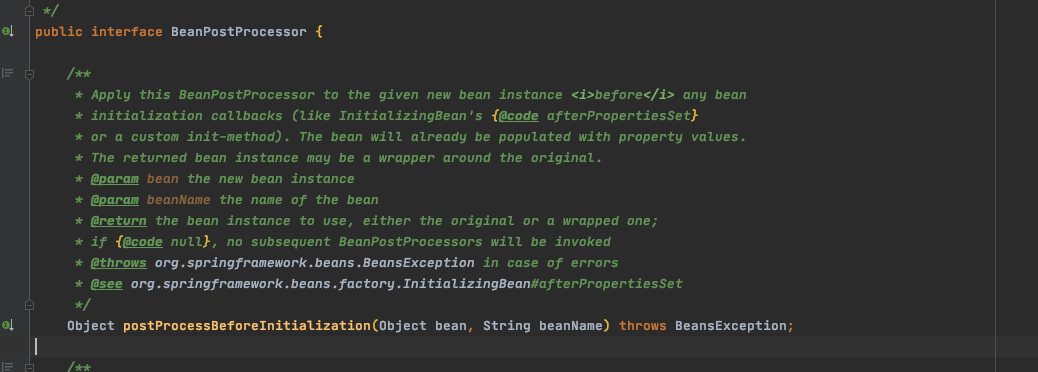 */
public interface BeanPostProcessor {
/**
* Apply this BeanPostProcessor to the given new bean instance <i>before</i> any bean
* initialization callbacks (like InitializingBean's {@code afterPropertiesSet}
* or a custom init-method). The bean will already be populated with property values.
* The returned bean instance may be a wrapper around the original.
* @param bean the new bean instance
* @param beanName the name of the bean
* @return the bean instance to use, either the original or a wrapped one;
* if {@code null}, no subsequent BeanPostProcessors will be invoked
* @throws org.springframework.beans.BeansException in case of errors
* @see org.springframework.beans.factory.InitializingBean#afterPropertiesSet
*/
Object postProcessBeforeInitialization(Object bean, String beanName) throws BeansException;
/**